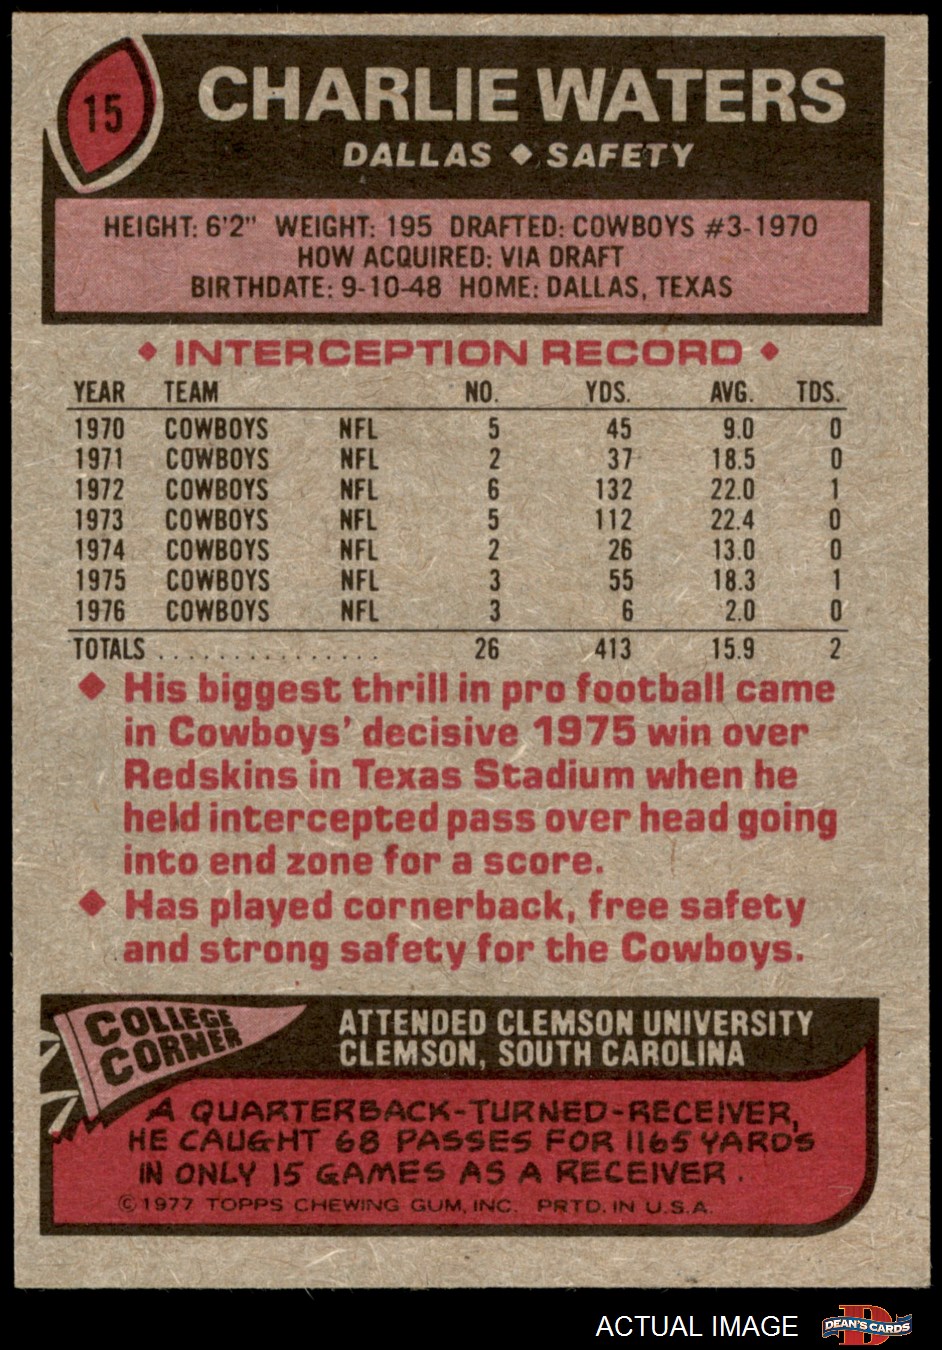 15
CHARLIE WATERS
DALLAS ◆ SAFETY
HEIGHT: 6'2" WEIGHT: 195 DRAFTED: COWBOYS #3-1970
HOW ACQUIRED: VIA DRAFT
BIRTHDATE: 9-10-48 HOME: DALLAS, TEXAS
◆ INTERCEPTION RECORD ◆
YEAR TEAM NO. YDS. AVG. TDS.
1970 COWBOYS NFL 5 45 9.0 0
1971 COWBOYS NFL 2 37 18.5 0
1972 COWBOYS NFL 6 132 22.0 1
1973 COWBOYS NFL 5 112 22.4 0
1974 COWBOYS NFL 2 26 13.0 0
1975 COWBOYS NFL 3 55 18.3 1
1976 COWBOYS NFL 3 6 2.0 0
TOTALS . . . . . . . . . . . . . . . 26 413 15.9 2
◆ His biggest thrill in pro football came
in Cowboys' decisive 1975 win over
Redskins in Texas Stadium when he
held intercepted pass over head going
into end zone for a score.
◆ Has played cornerback, free safety
and strong safety for the Cowboys.
COLLEGE
CORNER
ATTENDED CLEMSON UNIVERSITY
CLEMSON, SOUTH CAROLINA
A QUARTERBACK-TURNED-RECEIVER,
HE CAUGHT 68 PASSES FOR 1165 YARDS
IN ONLY 15 GAMES AS A RECEIVER.
©1977 TOPPS CHEWING GUM, INC. PRTD. IN U.S.A.
ACTUAL IMAGE
D
DEAN'S CARDS